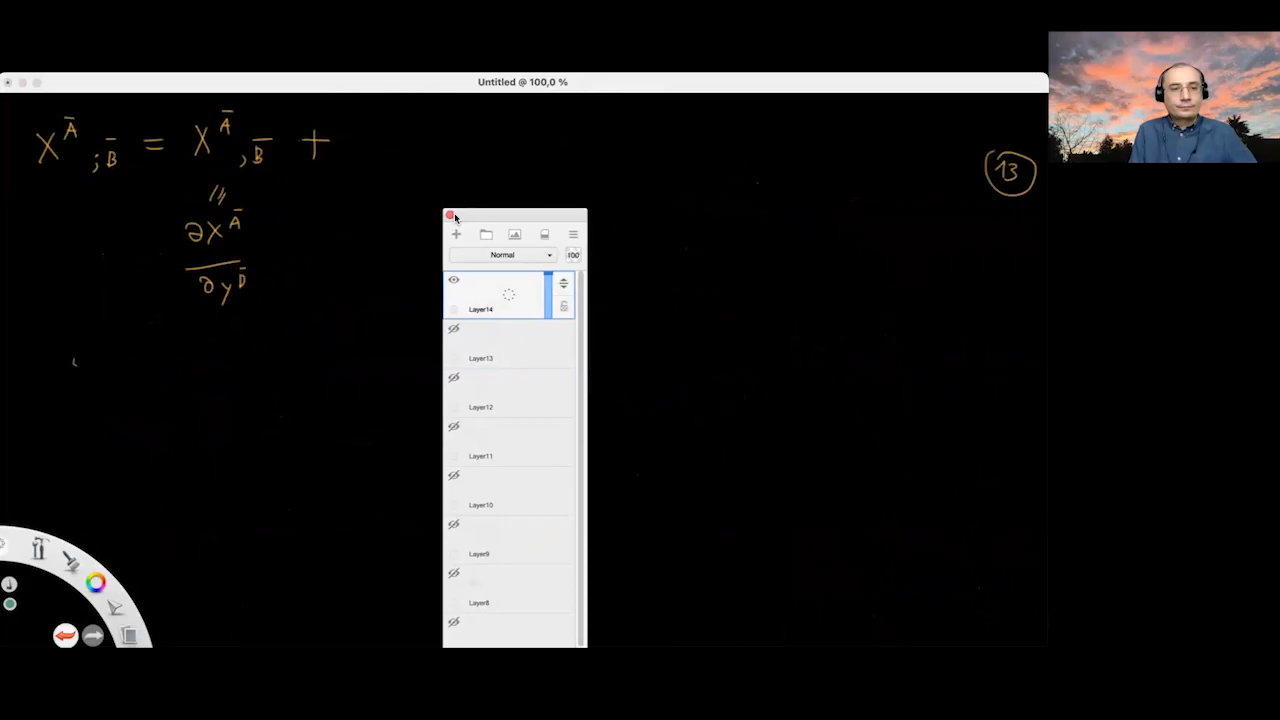 Untitled @ 100,0 %
X^Ā_;B̄ = X^Ā_,B̄ +
13
=
∂X^Ā
∂y^B̄
Normal 100
Layer14
Layer13
Layer12
Layer11
Layer10
Layer9
Layer8